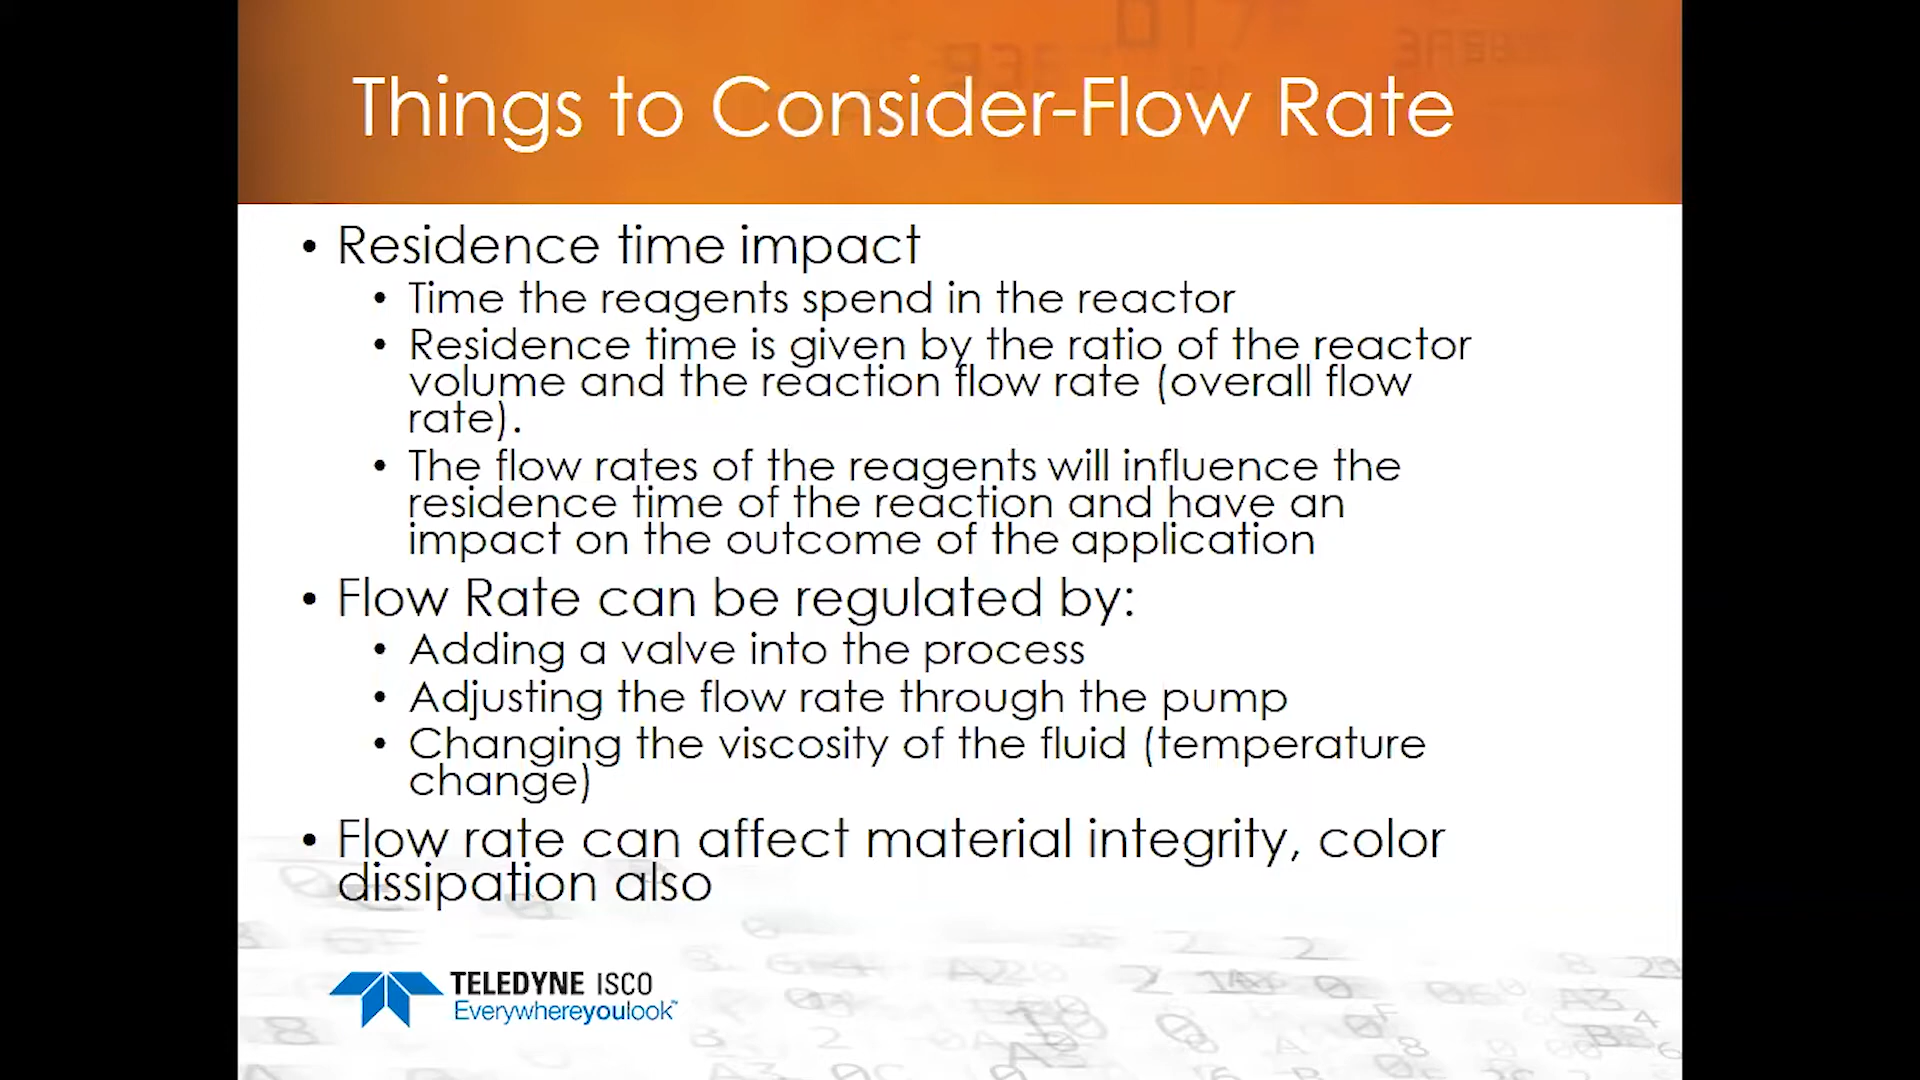 Things to Consider-Flow Rate
• Residence time impact
• Time the reagents spend in the reactor
• Residence time is given by the ratio of the reactor
volume and the reaction flow rate (overall flow
rate).
• The flow rates of the reagents will influence the
residence time of the reaction and have an
impact on the outcome of the application
• Flow Rate can be regulated by:
• Adding a valve into the process
• Adjusting the flow rate through the pump
• Changing the viscosity of the fluid (temperature
change)
• Flow rate can affect material integrity, color
dissipation also
TELEDYNE ISCO
Everywhereyoulook™